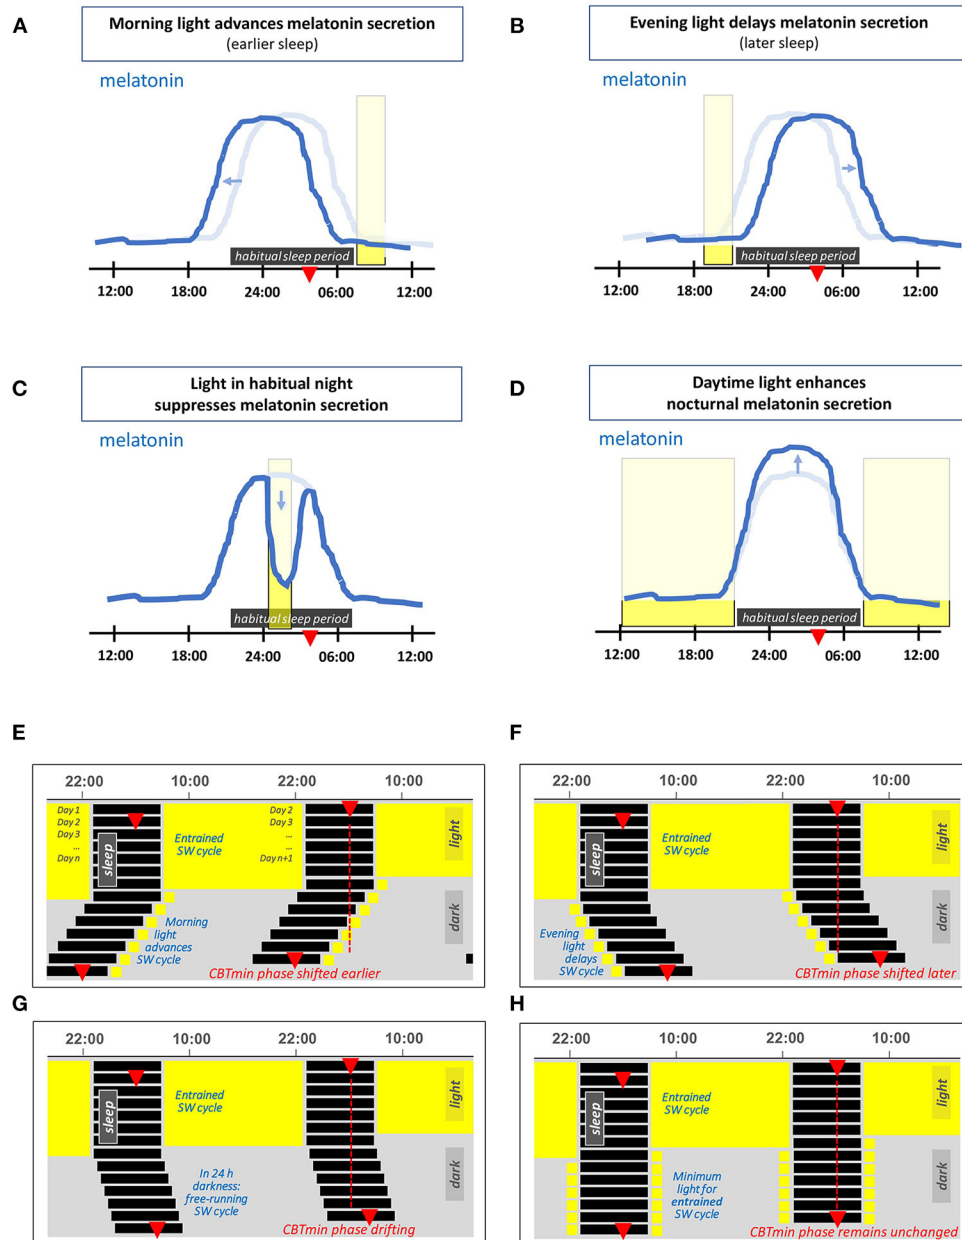 A
Morning light advances melatonin secretion
(earlier sleep)
melatonin
habitual sleep period
12:00 18:00 24:00 06:00 12:00
B
Evening light delays melatonin secretion
(later sleep)
melatonin
habitual sleep period
12:00 18:00 24:00 06:00 12:00
C
Light in habitual night
suppresses melatonin secretion
melatonin
habitual sleep period
12:00 18:00 24:00 06:00 12:00
D
Daytime light enhances
nocturnal melatonin secretion
melatonin
habitual sleep period
12:00 18:00 24:00 06:00 12:00
E
22:00 10:00 22:00 10:00
Day 1
Day 2
Day 3
...
Day n
sleep
Entrained
SW cycle
Day 2
Day 3
...
...
Day n+1
light
dark
Morning
light
advances
SW cycle
CBTmin phase shifted earlier
F
22:00 10:00 22:00 10:00
sleep
Entrained
SW cycle
light
dark
Evening
light
delays
SW cycle
CBTmin phase shifted later
G
22:00 10:00 22:00 10:00
sleep
Entrained
SW cycle
light
dark
In 24 h
darkness:
free-running
SW cycle
CBTmin phase drifting
H
22:00 10:00 22:00 10:00
sleep
Entrained
SW cycle
light
dark
Minimum
light for
entrained
SW cycle
CBTmin phase remains unchanged